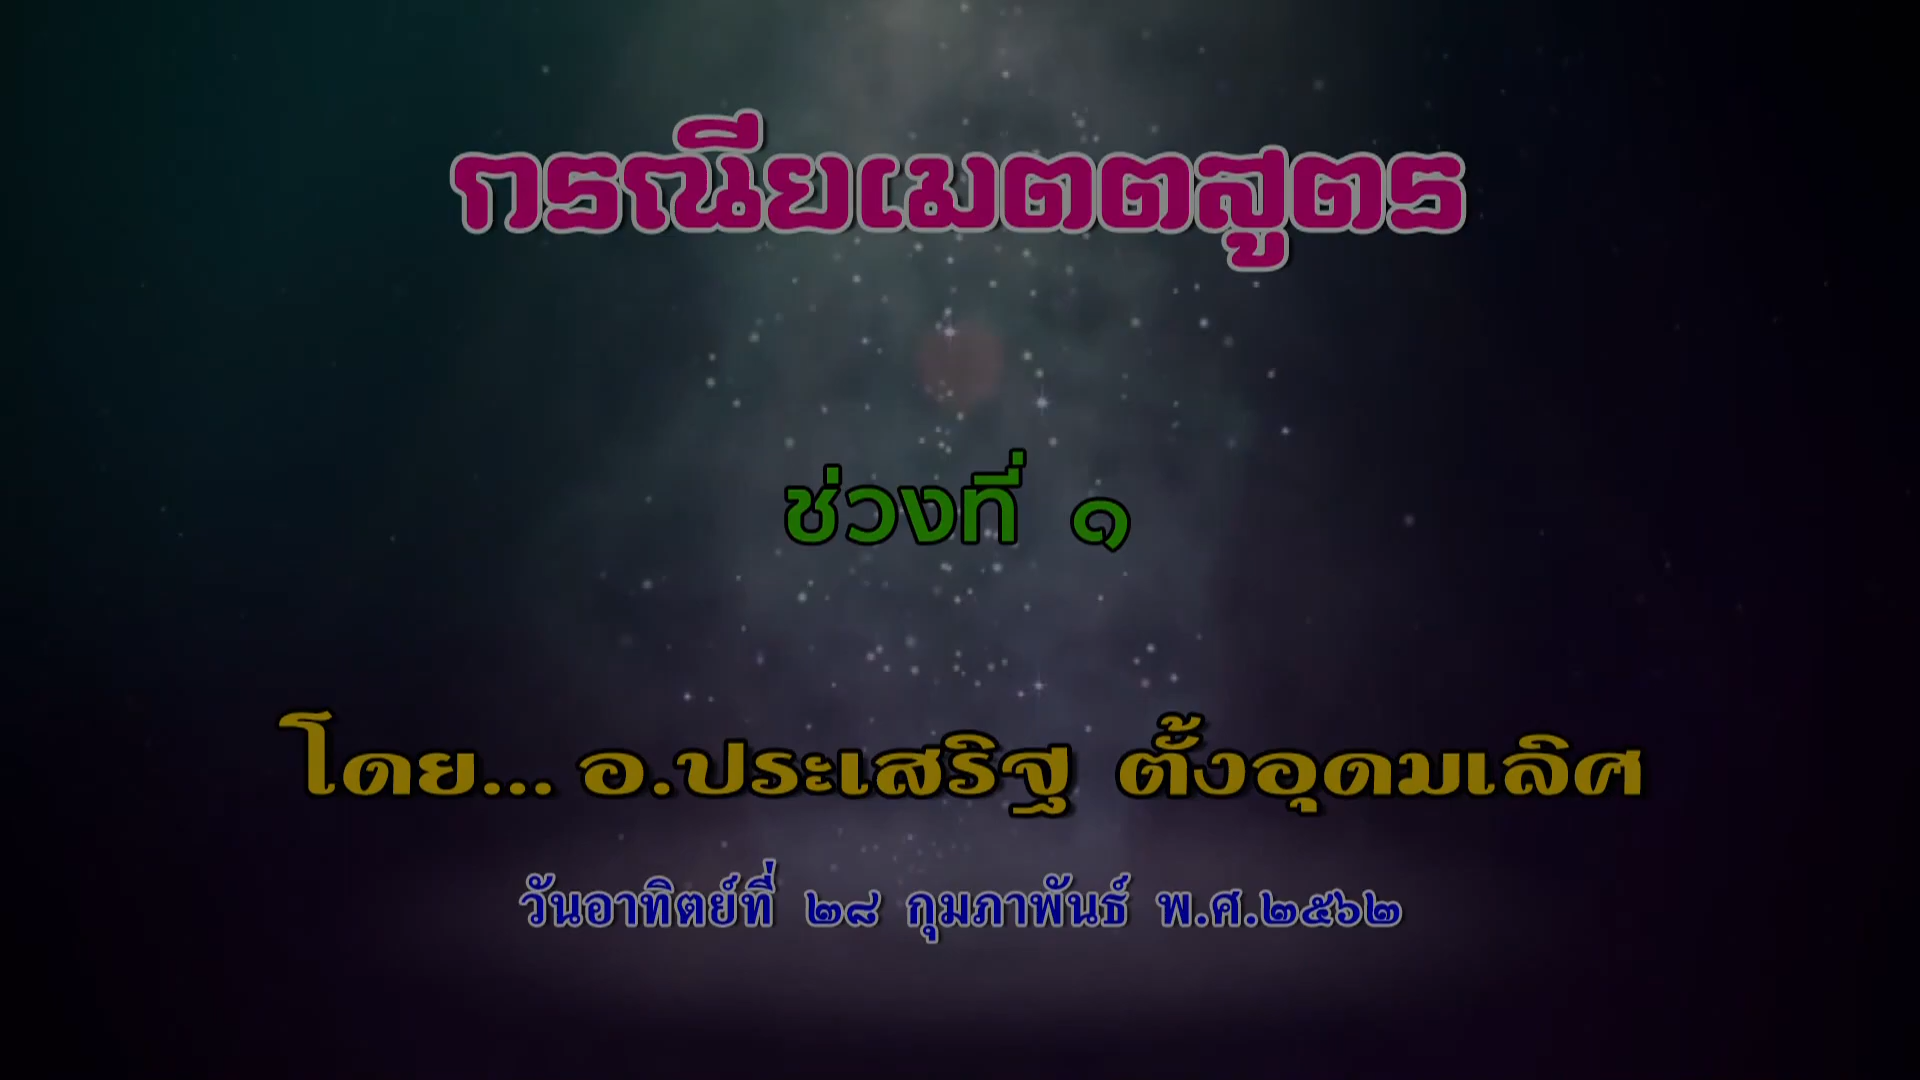 กรณียเมตตสูตร
ช่วงที่ ๑
โดย... อ.ประเสริฐ ตั้งอุดมเลิศ
วันอาทิตย์ที่ ๒๘ กุมภาพันธ์ พ.ศ.๒๕๖๒